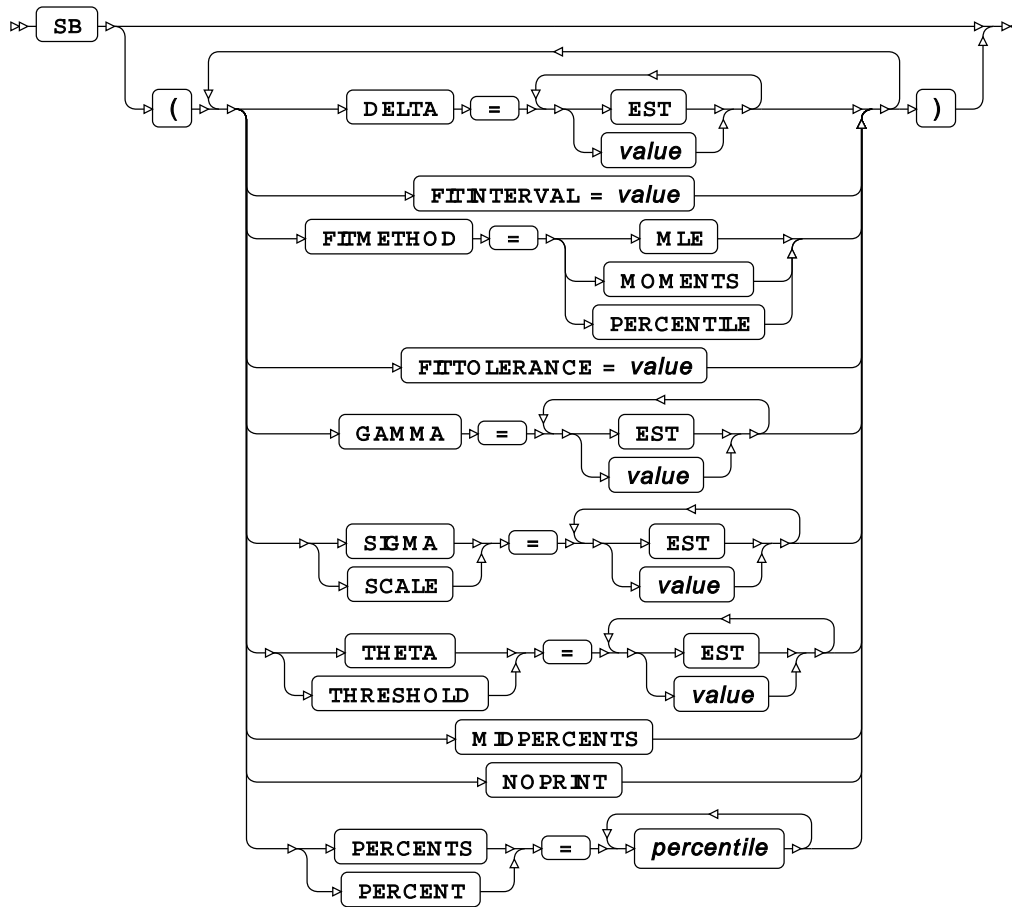 SB
(
DELTA = EST )
value
FITINTERVAL = value
FITMETHOD = MLE
MOMENTS
PERCENTILE
FITTOLERANCE = value
GAMMA = EST
value
SIGMA = EST
SCALE value
THETA = EST
THRESHOLD value
MIDPERCENTS
NOPRINT
PERCENTS = percentile
PERCENT